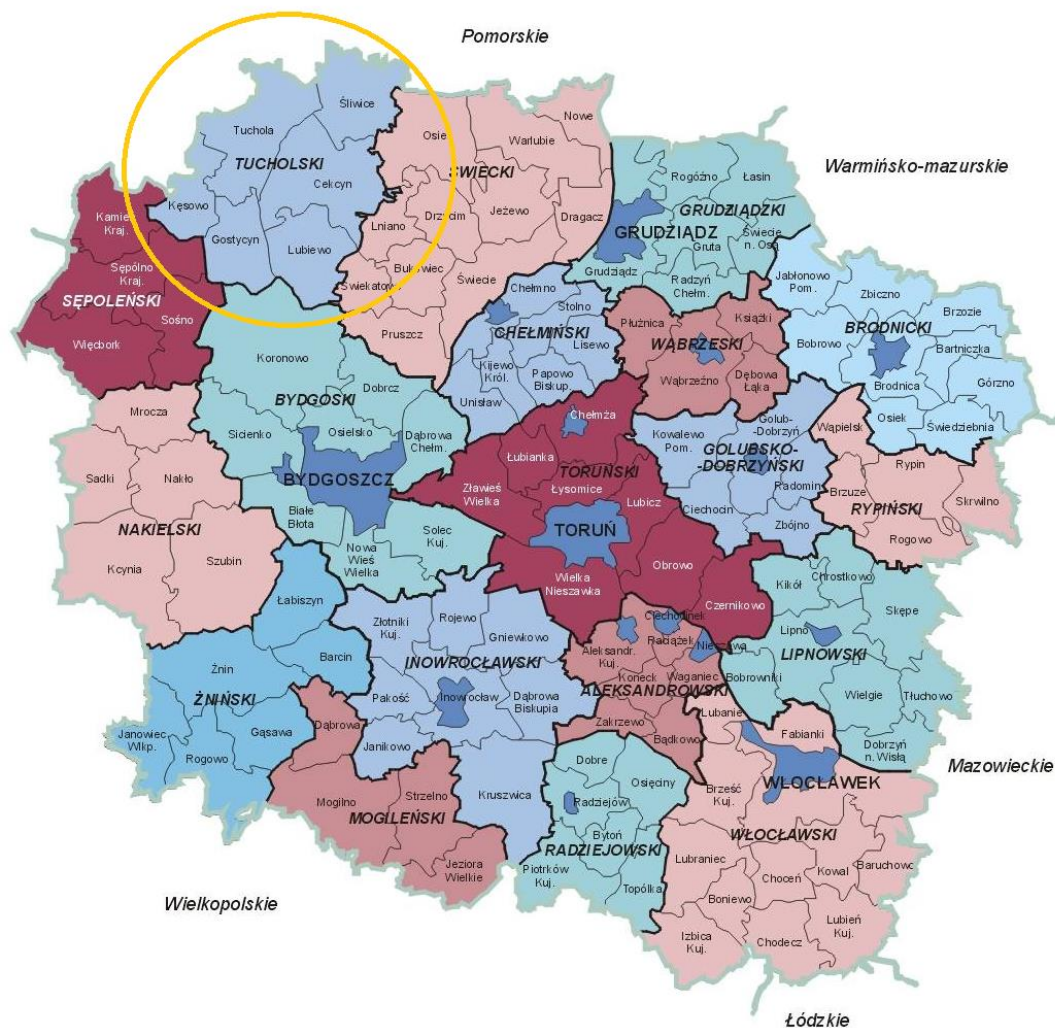 Pomorskie
Śliwice
Tuchola
TUCHOLSKI
Cekcyn
Kęsowo
Gostycyn
Lubiewo
Nowe
Osie
Warlubie
ŚWIECKI
Drzycim
Jeżewo
Dragacz
Lniano
Bukowiec
Świecie
Świekatowo
Pruszcz
Warmińsko-mazurskie
Rogóźno
Łasin
GRUDZIĄDZKI
GRUDZIĄDZ
Gruta
Świecie
n. Osą
Grudziądz
Radzyń
Chełm.
Kamień
Kraj.
Sępólno
Kraj.
SĘPOLEŃSKI
Sośno
Więcbork
Chełmno
Stolno
CHEŁMIŃSKI
Lisewo
Kijewo
Król.
Papowo
Biskup.
Unisław
Płużnica
Książki
WĄBRZESKI
Wąbrzeźno
Dębowa
Łąka
Jabłonowo
Pom.
Zbiczno
Brzozie
BRODNICKI
Bobrowo
Bartniczka
Brodnica
Górzno
Osiek
Świedziebnia
Koronowo
Dobrcz
BYDGOSKI
Sicienko
Osielsko
Dąbrowa
Chełm.
BYDGOSZCZ
Białe
Błota
Solec
Kuj.
Nowa
Wieś
Wielka
Mrocza
Sadki
Nakło
NAKIELSKI
Kcynia
Szubin
Chełmża
Łubianka
TORUŃSKI
Zławieś
Wielka
Łysomice
Lubicz
TORUŃ
Wielka
Nieszawka
Obrowo
Czernikowo
Golub-
-Dobrzyń
Kowalewo
Pom.
GOLUBSKO-
-DOBRZYŃSKI
Radomin
Ciechocin
Zbójno
Wąpielsk
Rypin
Brzuze
Skrwilno
RYPIŃSKI
Rogowo
Łabiszyn
Żnin
Barcin
ŻNIŃSKI
Janowiec
Wlkp.
Gąsawa
Rogowo
Złotniki
Kuj.
Rojewo
Gniewkowo
INOWROCŁAWSKI
Pakość
Inowrocław
Dąbrowa
Biskupia
Janikowo
Kruszwica
Ciechocinek
Aleksandr.
Kuj.
Raciążek
Nieszawa
Koneck
Waganiec
ALEKSANDROWSKI
Zakrzewo
Bądkowo
Kikół
Chrostkowo
Skępe
Lipno
LIPNOWSKI
Bobrowniki
Wielgie
Tłuchowo
Dobrzyń
n. Wisłą
Dąbrowa
Mogilno
Strzelno
MOGILEŃSKI
Jeziora
Wielkie
Dobre
Osięciny
Radziejów
Bytoń
RADZIEJOWSKI
Piotrków
Kuj.
Topólka
Lubanie
Fabianki
WŁOCŁAWEK
Brześć
Kuj.
WŁOCŁAWSKI
Lubraniec
Choceń
Kowal
Baruchowo
Boniewo
Izbica
Kuj.
Chodecz
Lubień
Kuj.
Mazowieckie
Wielkopolskie
Łódzkie